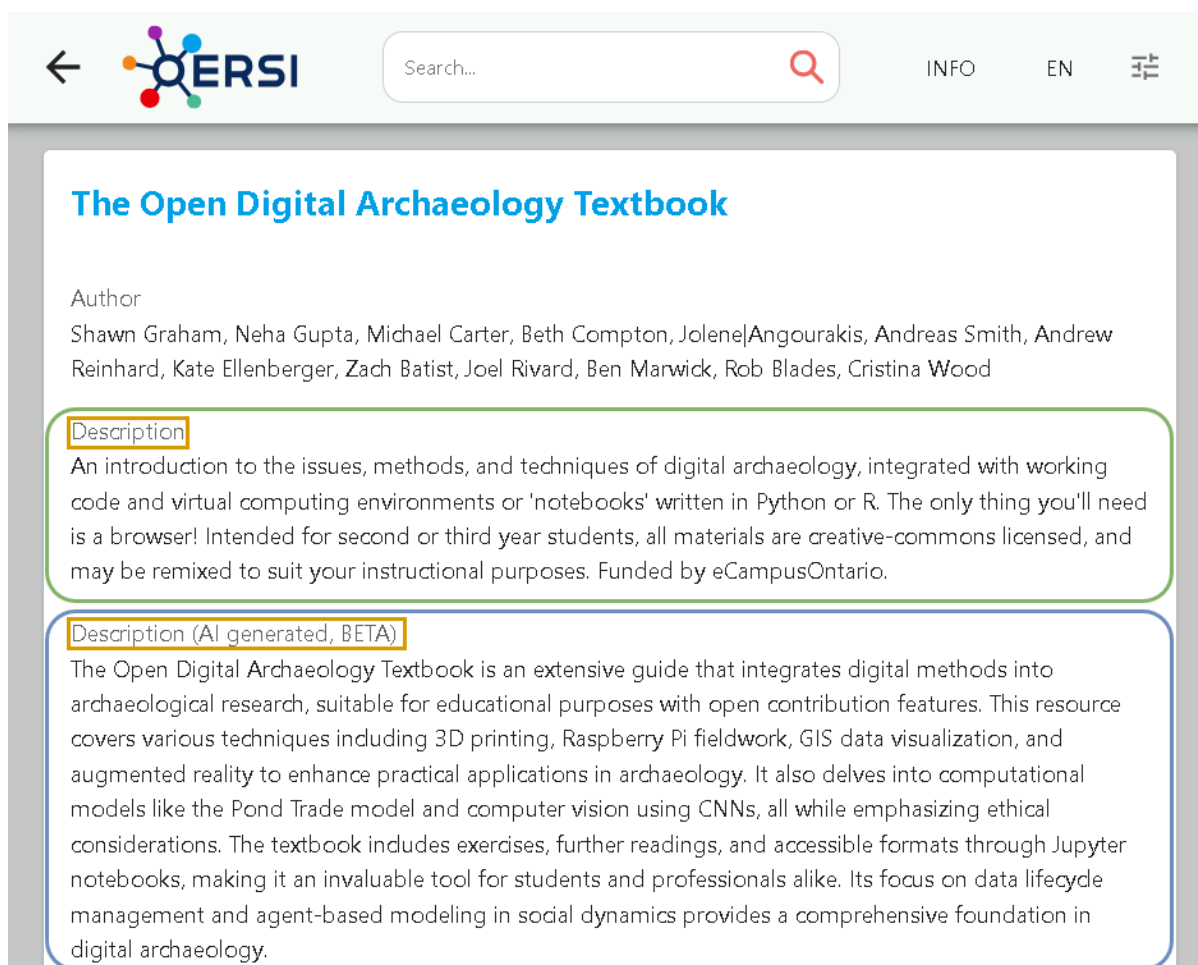 OERSI
Search...
INFO
EN
The Open Digital Archaeology Textbook
Author
Shawn Graham, Neha Gupta, Michael Carter, Beth Compton, Jolene|Angourakis, Andreas Smith, Andrew
Reinhard, Kate Ellenberger, Zach Batist, Joel Rivard, Ben Marwick, Rob Blades, Cristina Wood
Description
An introduction to the issues, methods, and techniques of digital archaeology, integrated with working
code and virtual computing environments or 'notebooks' written in Python or R. The only thing you'll need
is a browser! Intended for second or third year students, all materials are creative-commons licensed, and
may be remixed to suit your instructional purposes. Funded by eCampusOntario.
Description (AI generated, BETA)
The Open Digital Archaeology Textbook is an extensive guide that integrates digital methods into
archaeological research, suitable for educational purposes with open contribution features. This resource
covers various techniques including 3D printing, Raspberry Pi fieldwork, GIS data visualization, and
augmented reality to enhance practical applications in archaeology. It also delves into computational
models like the Pond Trade model and computer vision using CNNs, all while emphasizing ethical
considerations. The textbook includes exercises, further readings, and accessible formats through Jupyter
notebooks, making it an invaluable tool for students and professionals alike. Its focus on data lifecycle
management and agent-based modeling in social dynamics provides a comprehensive foundation in
digital archaeology.